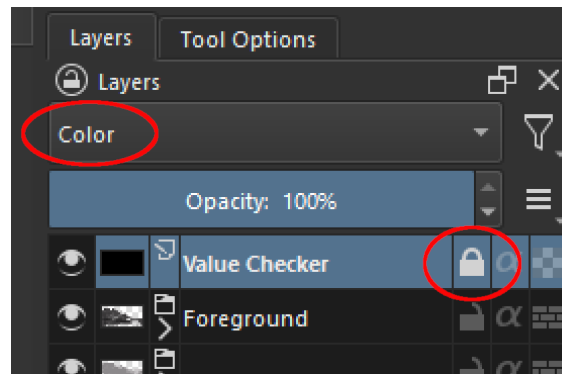 Layers Tool Options
Layers
Color
Opacity: 100%
Value Checker
Foreground